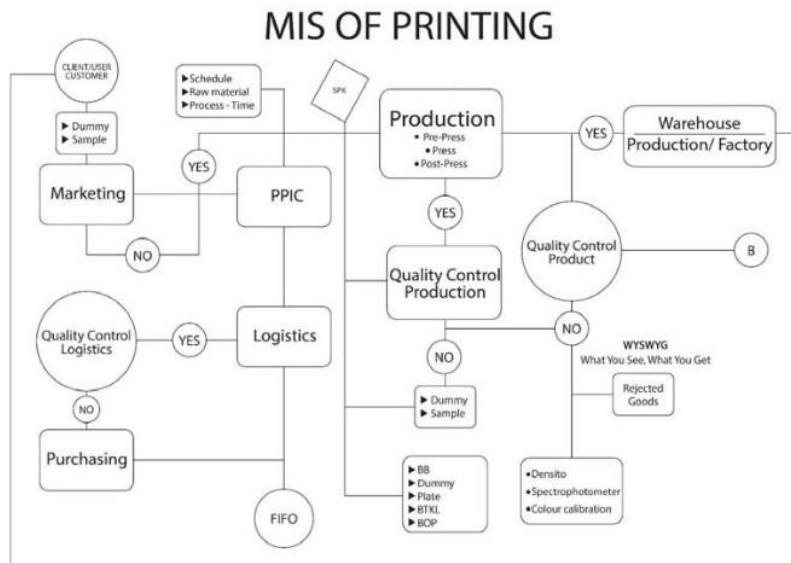 MIS OF PRINTING
CLIENT/USER
CUSTOMER
▶ Dummy
▶ Sample
Marketing
NO
YES
▶Schedule
▶Raw material
▶Process - Time
PPIC
Quality Control
Logistics
YES
Logistics
NO
Purchasing
FIFO
SPK
Production
• Pre-Press
• Press
• Post-Press
YES
Quality Control
Production
NO
▶ Dummy
▶ Sample
▶ BB
▶ Dummy
▶ Plate
▶ BTKL
▶ BOP
YES
Warehouse
Production/ Factory
Quality Control
Product
B
NO
WYSWYG
What You See, What You Get
Rejected
Goods
•Densito
•Spectrophotometer
•Colour calibration